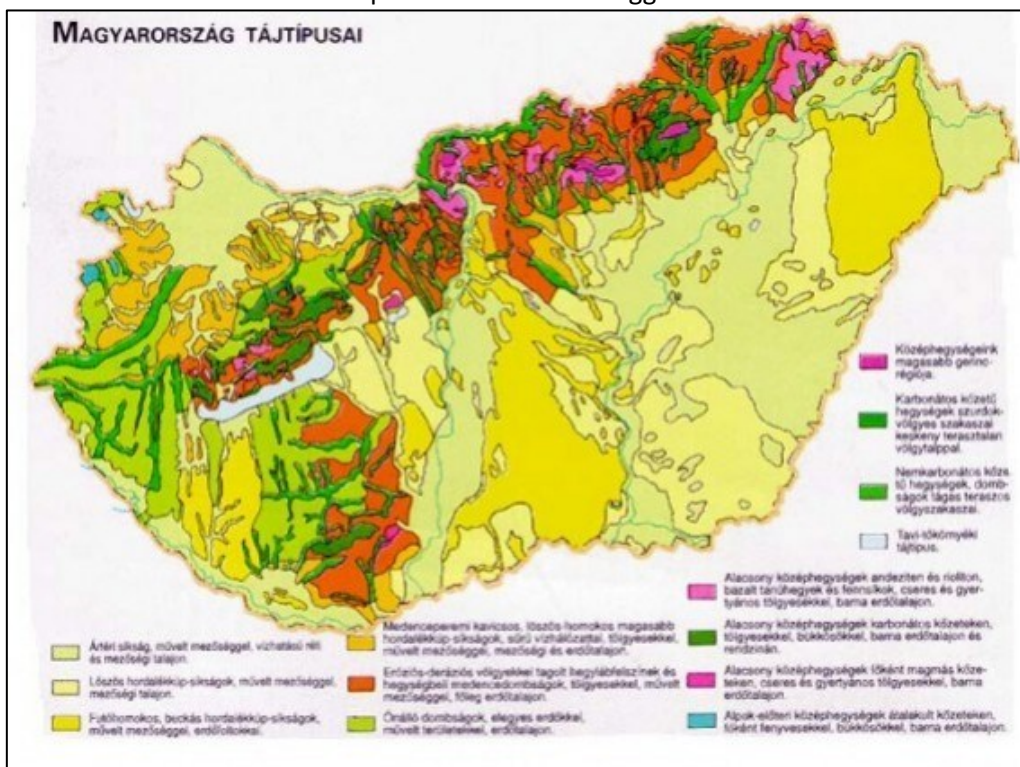 MAGYARORSZÁG TÁJTÍPUSAI
Középhegységeink
magasabb gerinc-
régiója.
Karbonátos kőzetű
hegységek szurdok-
völgyes szakaszai
keskeny terasztalan
völgytalppal.
Nemkarbonátos kőze-
tű hegységek, domb-
ságok tágas teraszos
völgyszakaszai.
Tavi-tókörnyéki
tájtípus.
Alacsony középhegységek andeziten és rioliton,
bazalt tanúhegyek és fennsíkok, cseres és gyer-
tyános tölgyesekkel, barna erdőtalajon.
Alacsony középhegységek karbonátos kőzeteken,
tölgyesekkel, bükkösökkel, barna erdőtalajon és
rendzinán.
Alacsony középhegységek főként magmás kőze-
teken, cseres és gyertyános tölgyesekkel, barna
erdőtalajon.
Alpok-előteri középhegységek átalakult kőzeteken,
főként fenyvesekkel, bükkösökkel, barna erdőtalajon.
Medenceperemi kavicsos, löszös-homokos magasabb
hordalékkúp-síkságok, sűrű vízhálózattal, tölgyesekkel,
művelt mezőséggel, mezőségi és erdőtalajon.
Eróziós-deráziós völgyekkel tagolt hegylábfelszínek és
hegységbeli medencedombságok, tölgyesekkel, művelt
mezőséggel, főleg erdőtalajon.
Önálló dombságok, elegyes erdőkkel,
művelt területekkel, erdőtalajon.
Ártéri síkság, művelt mezőséggel, vízhatású réti
és mezőségi talajon.
Löszös hordalékkúp-síkságok, művelt mezőséggel,
mezőségi talajon.
Futóhomokos, buckás hordalékkúp-síkságok,
művelt mezőséggel, erdőfoltokkal.